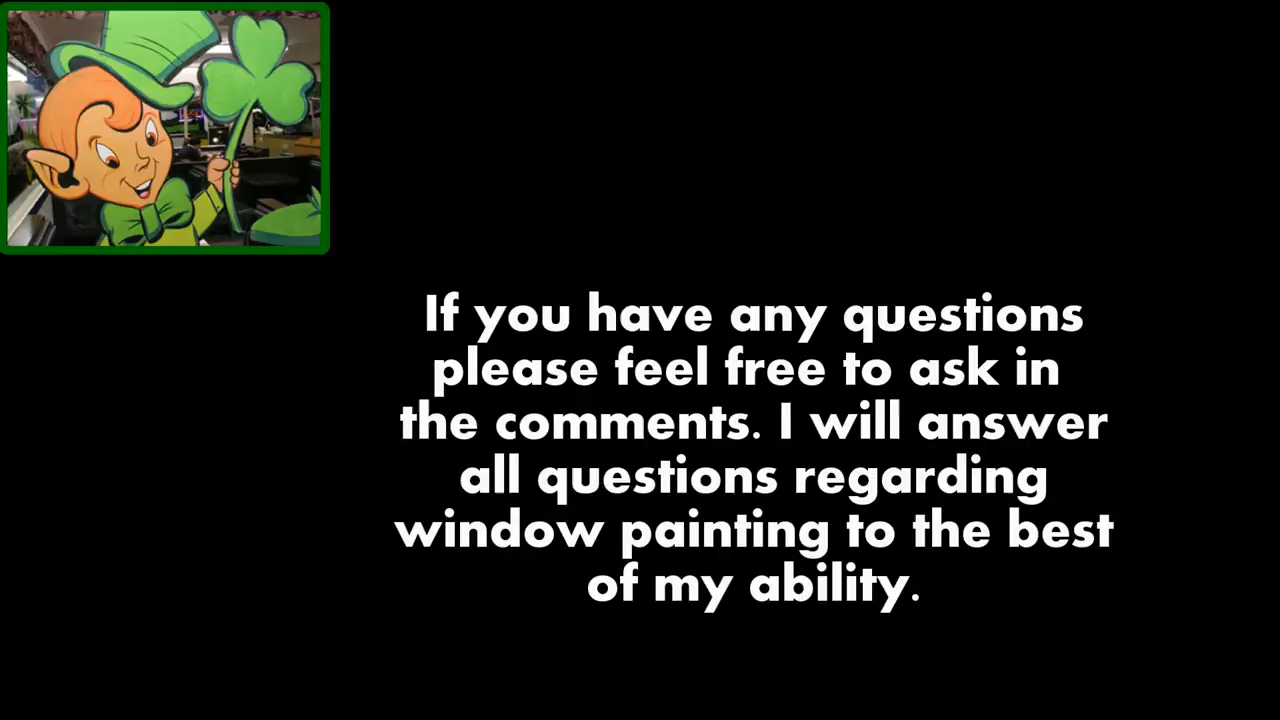 If you have any questions
please feel free to ask in
the comments. I will answer
all questions regarding
window painting to the best
of my ability.